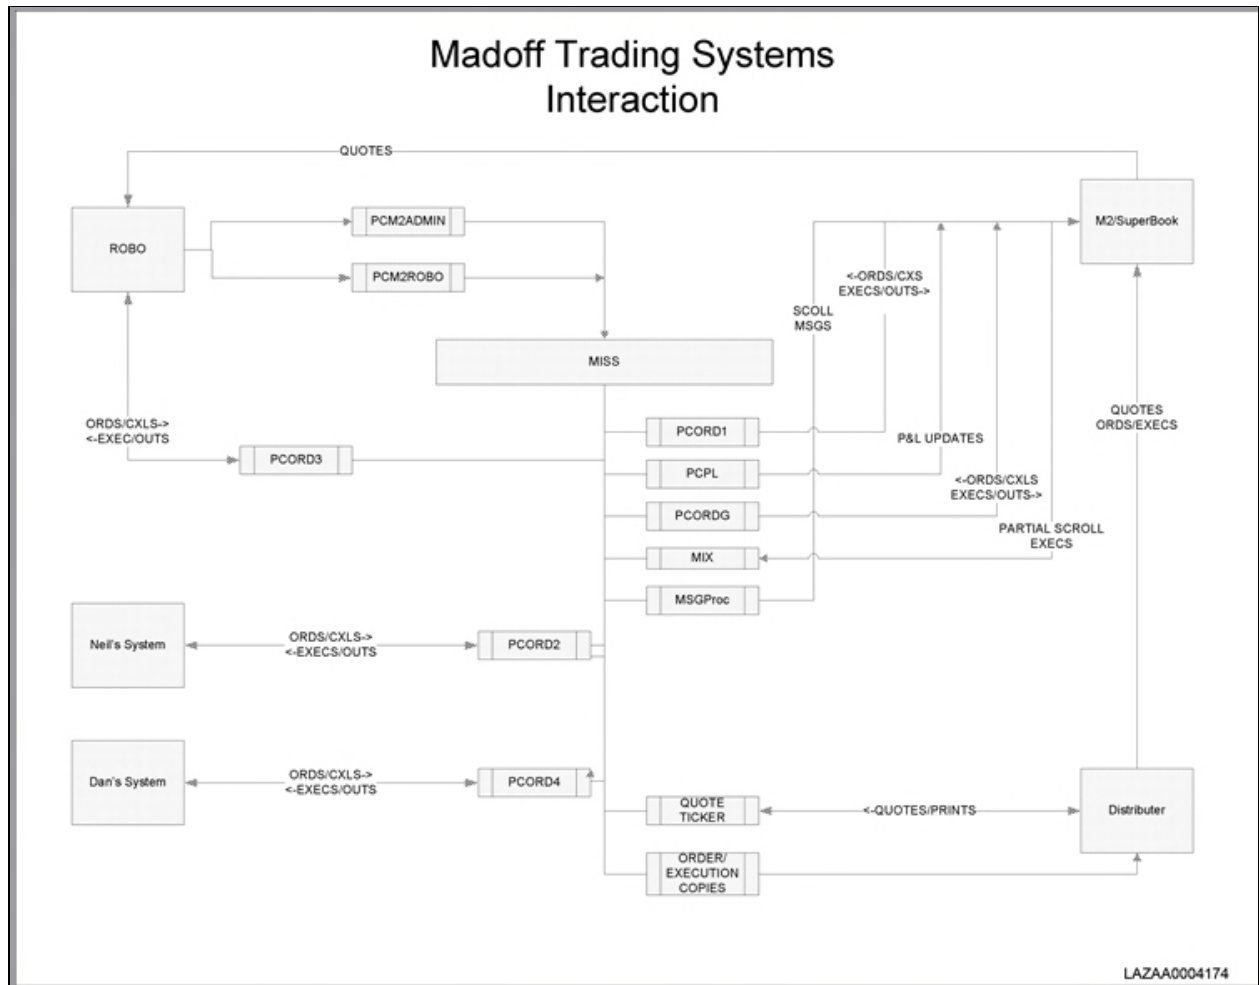 Madoff Trading Systems
Interaction
QUOTES
ROBO
PCM2ADMIN
PCM2ROBO
M2/SuperBook
<-ORDS/CXS
EXECS/OUTS->
SCOLL
MSGS
MISS
ORDS/CXLS->
<-EXEC/OUTS
PCORD3
PCORD1
PCPL
PCORDG
MIX
MSGProc
P&L UPDATES
<-ORDS/CXLS
EXECS/OUTS->
PARTIAL SCROLL
EXECS
QUOTES
ORDS/EXECS
Neil's System
ORDS/CXLS->
<-EXECS/OUTS
PCORD2
Dan's System
ORDS/CXLS->
<-EXECS/OUTS
PCORD4
QUOTE
TICKER
<-QUOTES/PRINTS
Distributer
ORDER/
EXECUTION
COPIES
LAZAA0004174